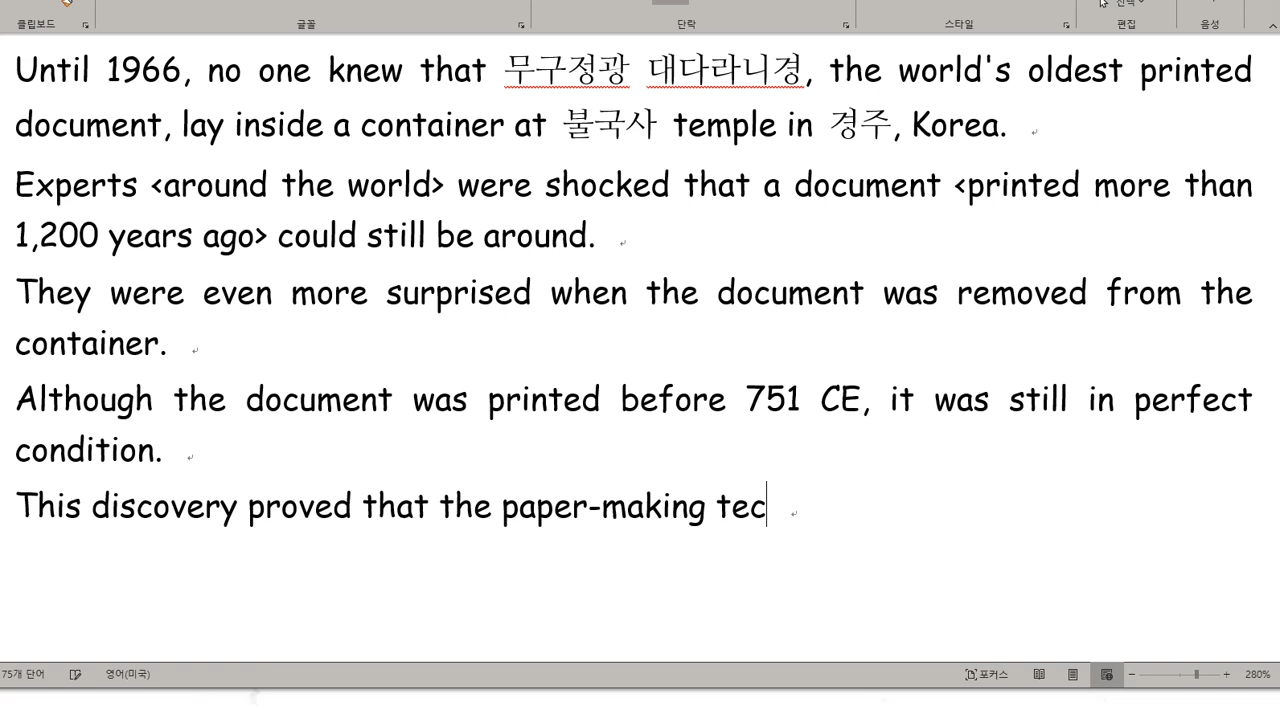 선택
클립보드 글꼴 단락 스타일 편집 음성
Until 1966, no one knew that 무구정광 대다라니경, the world's oldest printed
document, lay inside a container at 불국사 temple in 경주, Korea.
Experts <around the world> were shocked that a document <printed more than
1,200 years ago> could still be around.
They were even more surprised when the document was removed from the
container.
Although the document was printed before 751 CE, it was still in perfect
condition.
This discovery proved that the paper-making tec
75개 단어 영어(미국) 포커스 280%